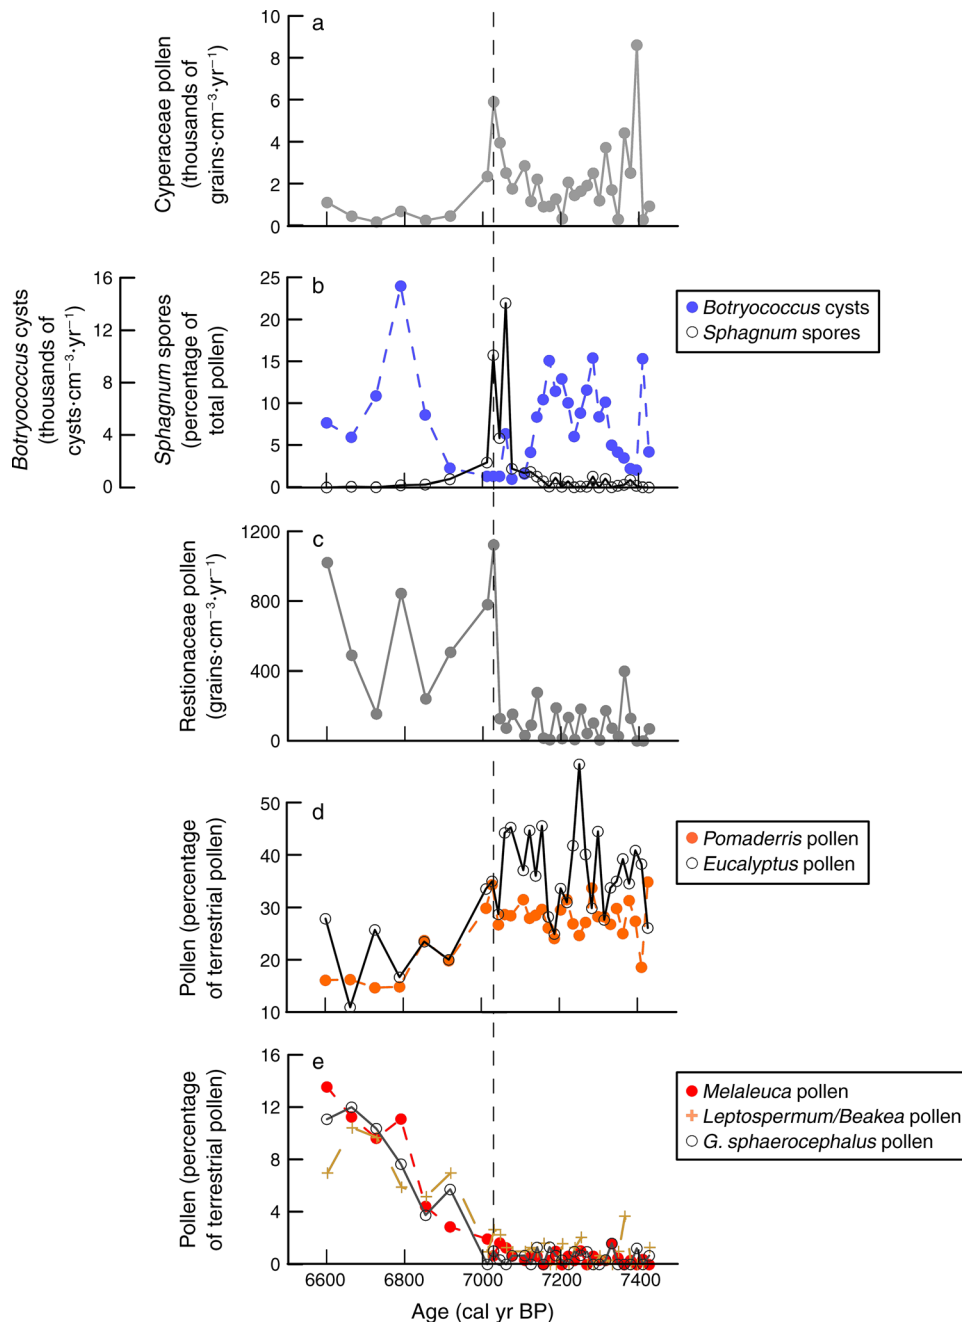 a
10
8
6
4
2
0
Cyperaceae pollen
(thousands of
grains·cm⁻³·yr⁻¹)
b
16
12
8
4
0
Botryococcus cysts
(thousands of
cysts·cm⁻³·yr⁻¹)
25
20
15
10
5
0
Sphagnum spores
(percentage of
total pollen)
Botryococcus cysts
Sphagnum spores
c
1200
800
400
0
Restionaceae pollen
(grains·cm⁻³·yr⁻¹)
d
50
40
30
20
10
Pollen (percentage
of terrestrial pollen)
Pomaderris pollen
Eucalyptus pollen
e
16
12
8
4
0
Pollen (percentage
of terrestrial pollen)
Melaleuca pollen
Leptospermum/Beakea pollen
G. sphaerocephalus pollen
6600 6800 7000 7200 7400
Age (cal yr BP)